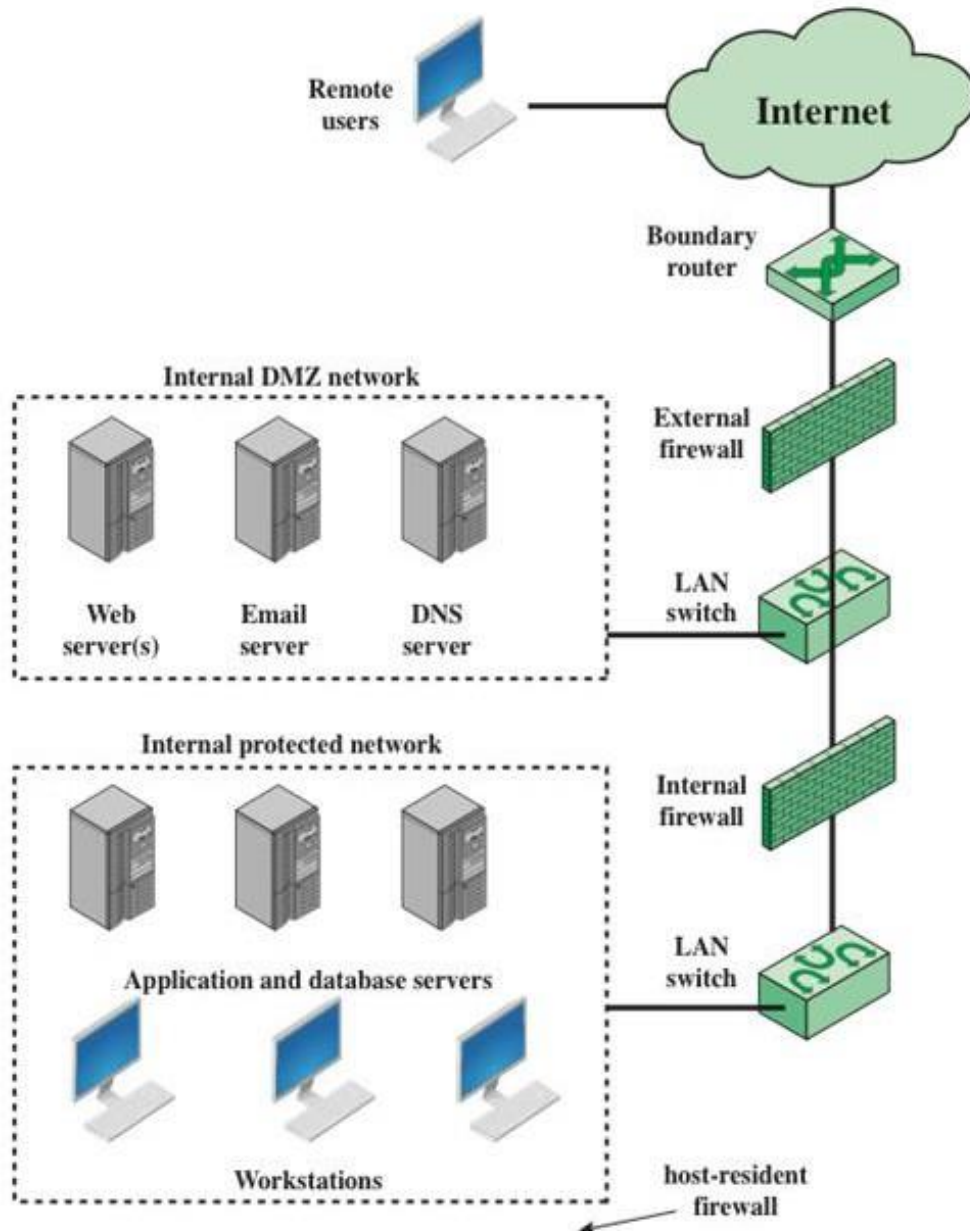 Remote
users
Internet
Boundary
router
Internal DMZ network
External
firewall
Web
server(s)
Email
server
DNS
server
LAN
switch
Internal protected network
Internal
firewall
Application and database servers
LAN
switch
Workstations
host-resident
firewall